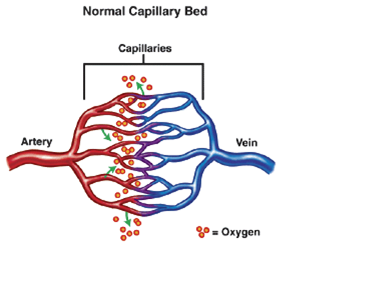 Normal Capillary Bed
Capillaries
Artery
Vein
= Oxygen